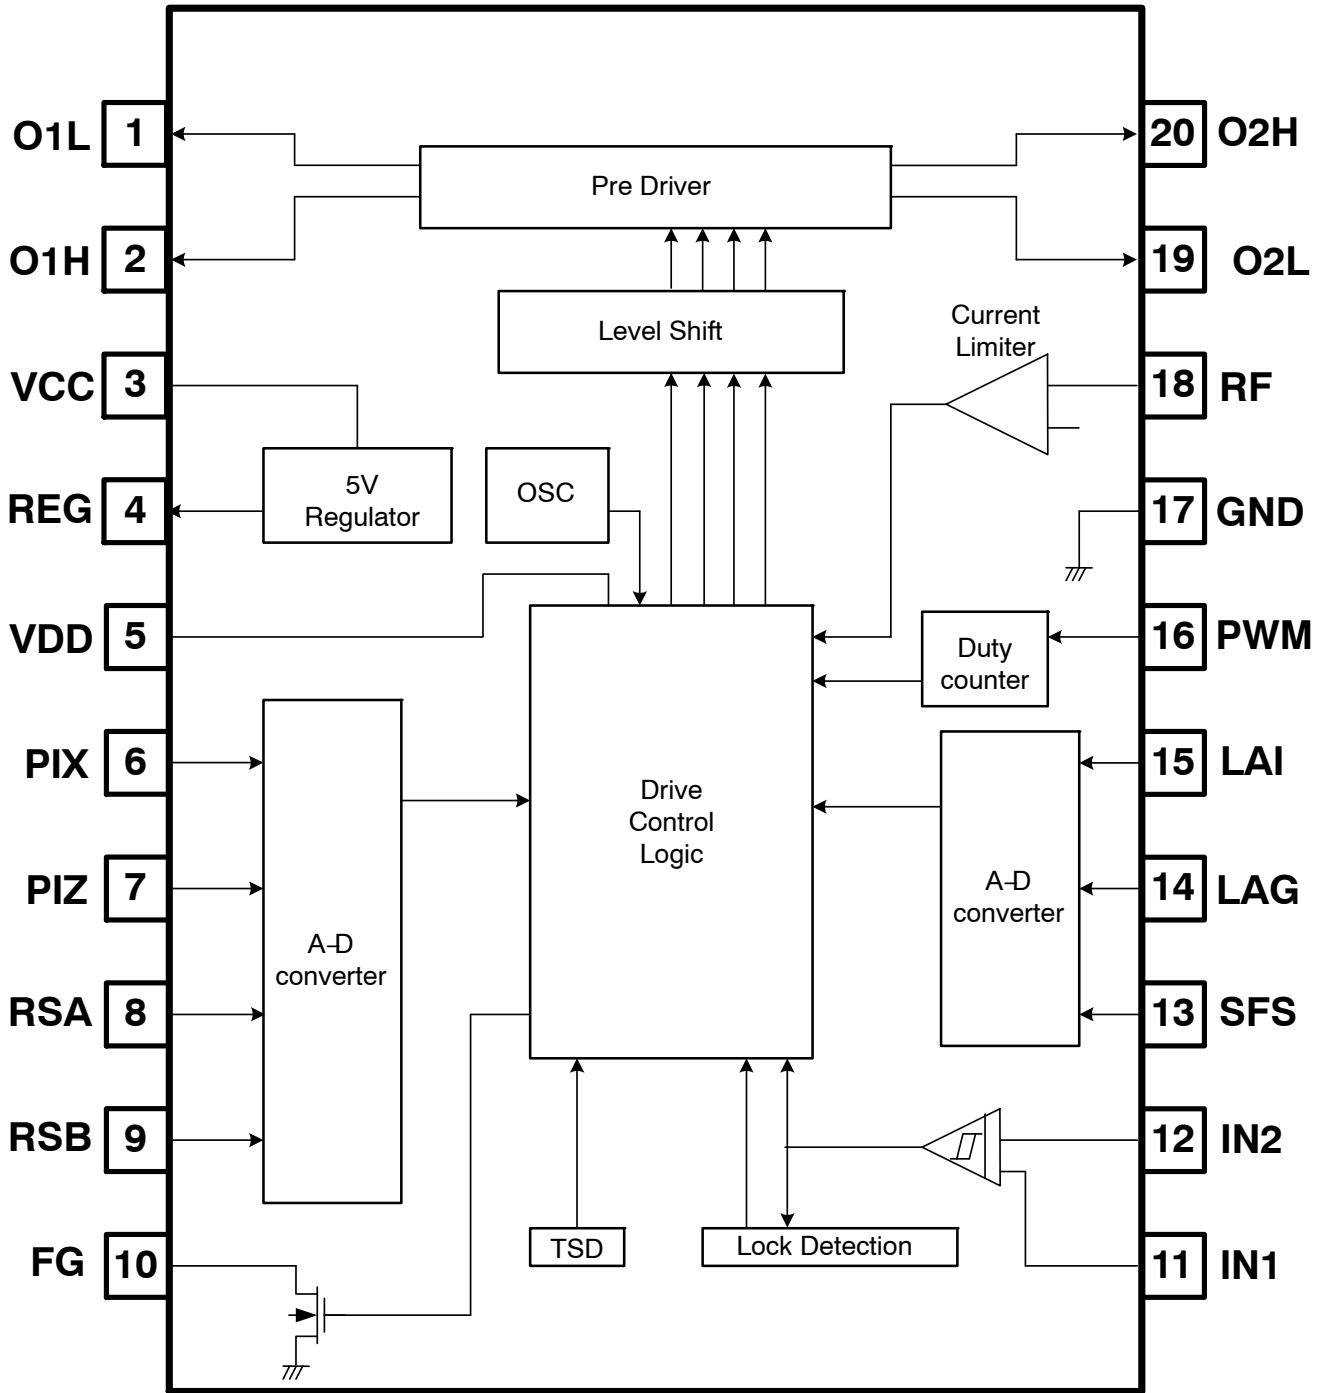 O1L 1
O1H 2
VCC 3
REG 4
VDD 5
PIX 6
PIZ 7
RSA 8
RSB 9
FG 10
Pre Driver
Level Shift
Current
Limiter
5V
Regulator
OSC
Duty
counter
Drive
Control
Logic
A-D
converter
A-D
converter
TSD
Lock Detection
20 O2H
19 O2L
18 RF
17 GND
16 PWM
15 LAI
14 LAG
13 SFS
12 IN2
11 IN1